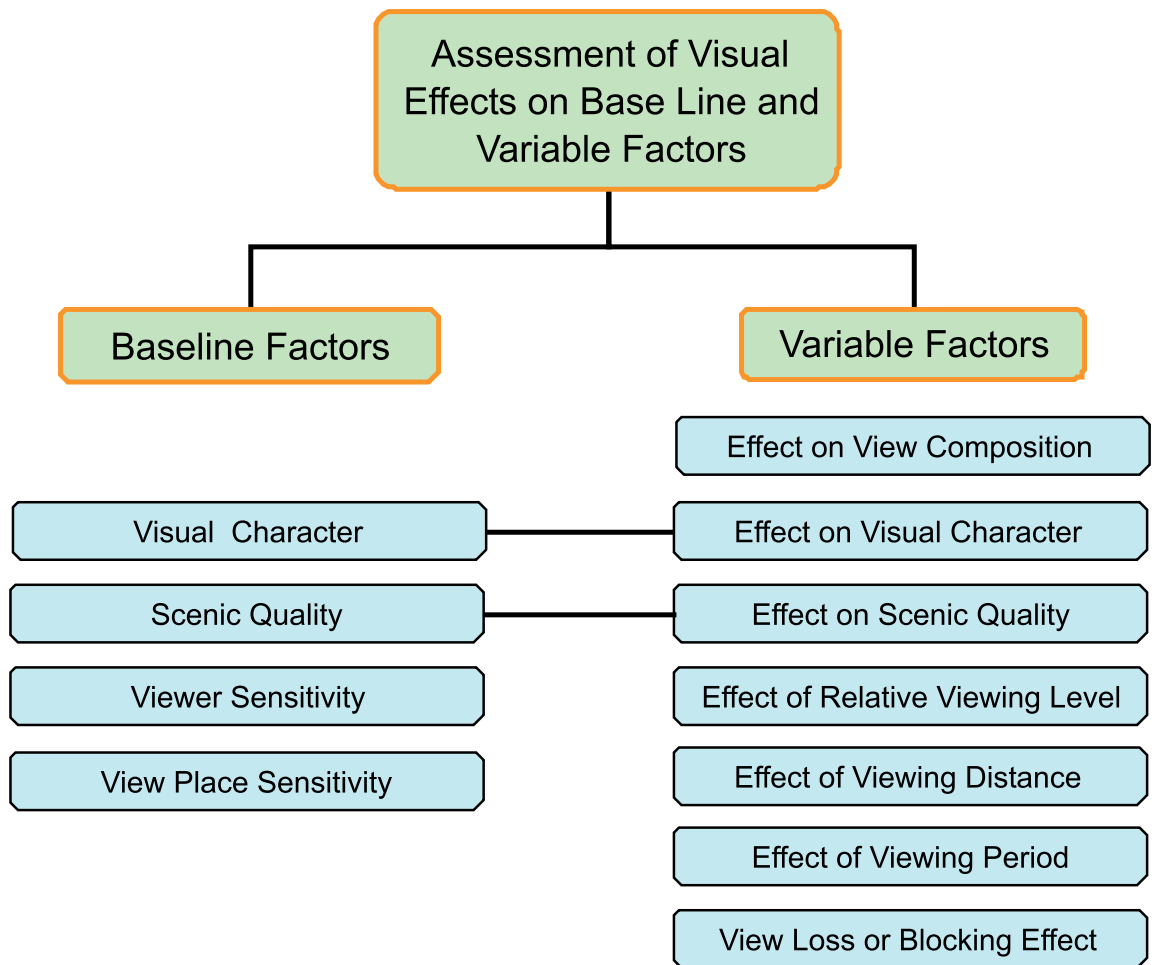 Assessment of Visual
Effects on Base Line and
Variable Factors
Baseline Factors
Variable Factors
Effect on View Composition
Visual Character
Effect on Visual Character
Scenic Quality
Effect on Scenic Quality
Viewer Sensitivity
Effect of Relative Viewing Level
View Place Sensitivity
Effect of Viewing Distance
Effect of Viewing Period
View Loss or Blocking Effect